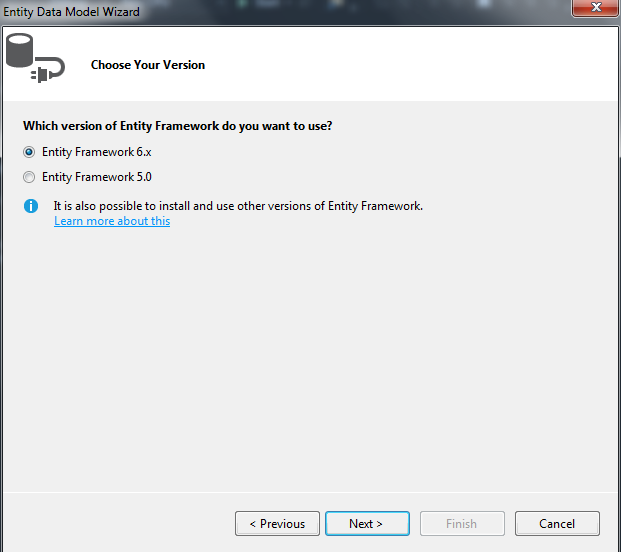 Entity Data Model Wizard
Choose Your Version
Which version of Entity Framework do you want to use?
Entity Framework 6.x
Entity Framework 5.0
It is also possible to install and use other versions of Entity Framework.
Learn more about this
< Previous
Next >
Finish
Cancel